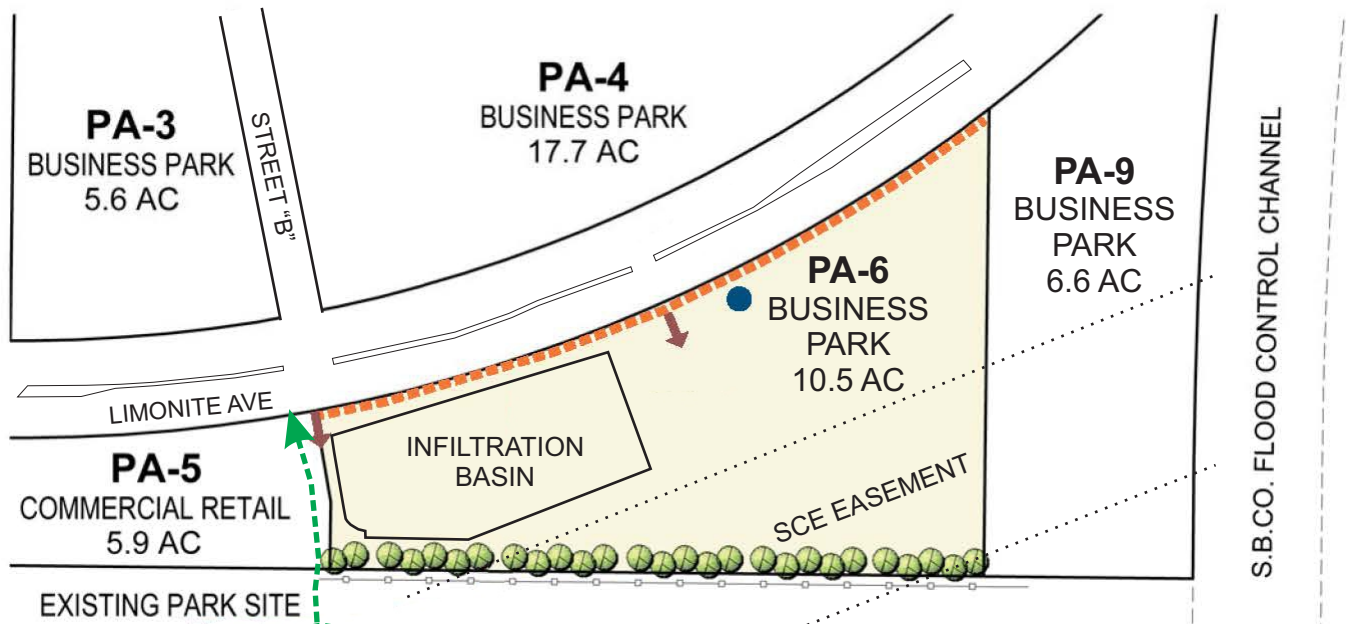 PA-3
BUSINESS PARK
5.6 AC
STREET "B"
PA-4
BUSINESS PARK
17.7 AC
PA-9
BUSINESS
PARK
6.6 AC
S.B.CO. FLOOD CONTROL CHANNEL
PA-6
BUSINESS
PARK
10.5 AC
LIMONITE AVE
INFILTRATION
BASIN
PA-5
COMMERCIAL RETAIL
5.9 AC
SCE EASEMENT
EXISTING PARK SITE